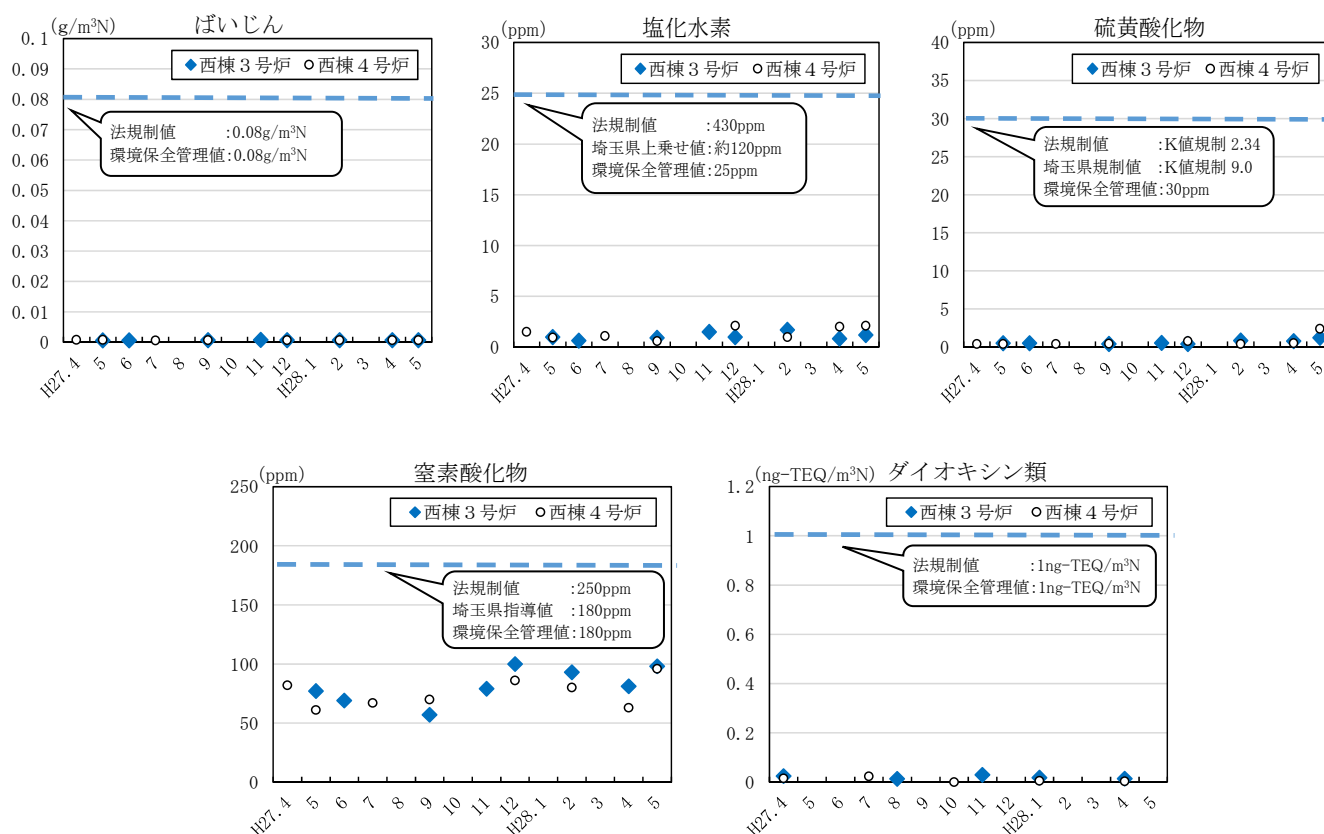 ばいじん
(g/m³N)
0.1
0.09
0.08
0.07
0.06
0.05
0.04
0.03
0.02
0.01
0
西棟３号炉 西棟４号炉
法規制値 :0.08g/m³N
環境保全管理値:0.08g/m³N
H27.4 5 6 7 8 9 10 11 12 H28.1 2 3 4 5
塩化水素
(ppm)
30
25
20
15
10
5
0
西棟３号炉 西棟４号炉
法規制値 :430ppm
埼玉県上乗せ値:約120ppm
環境保全管理値:25ppm
H27.4 5 6 7 8 9 10 11 12 H28.1 2 3 4 5
硫黄酸化物
(ppm)
40
35
30
25
20
15
10
5
0
西棟３号炉 西棟４号炉
法規制値 :K値規制 2.34
埼玉県規制値 :K値規制 9.0
環境保全管理値:30ppm
H27.4 5 6 7 8 9 10 11 12 H28.1 2 3 4 5
窒素酸化物
(ppm)
250
200
150
100
50
0
西棟３号炉 西棟４号炉
法規制値 :250ppm
埼玉県指導値 :180ppm
環境保全管理値:180ppm
H27.4 5 6 7 8 9 10 11 12 H28.1 2 3 4 5
ダイオキシン類
(ng-TEQ/m³N)
1.2
1
0.8
0.6
0.4
0.2
0
西棟３号炉 西棟４号炉
法規制値 :1ng-TEQ/m³N
環境保全管理値:1ng-TEQ/m³N
H27.4 5 6 7 8 9 10 11 12 H28.1 2 3 4 5